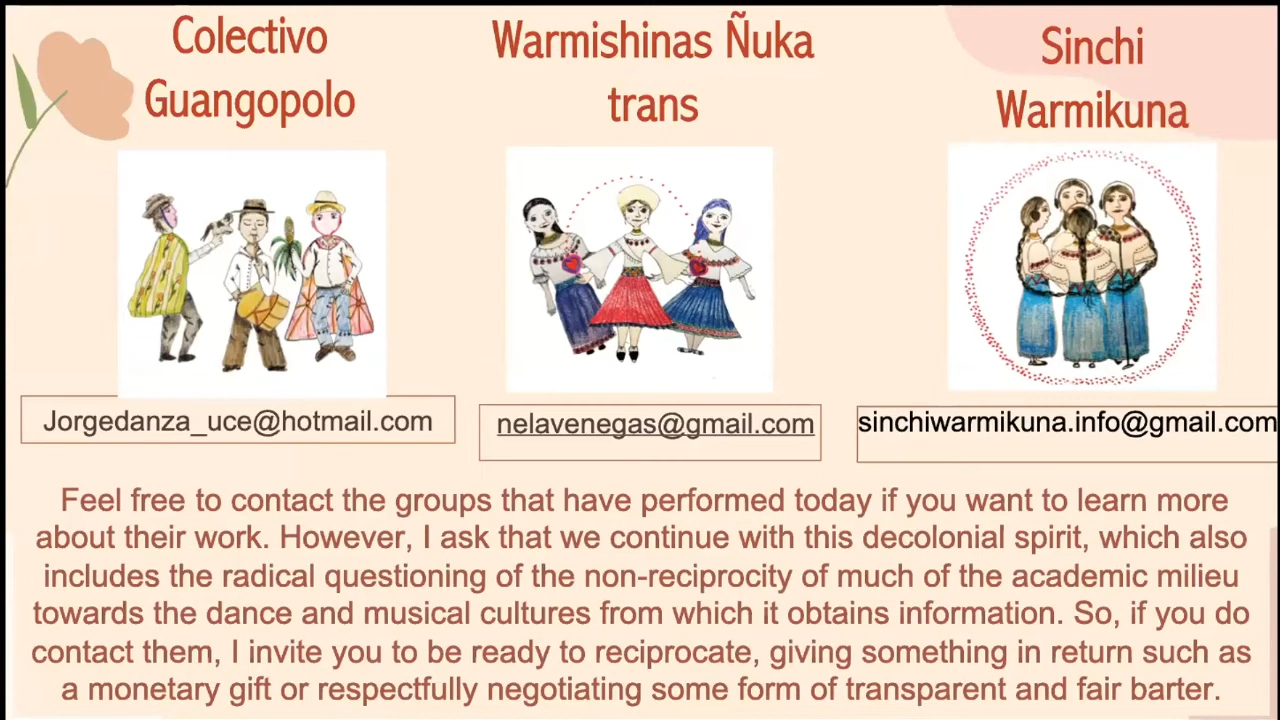 Colectivo
Guangopolo
Warmishinas Ñuka
trans
Sinchi
Warmikuna
Jorgedanza_uce@hotmail.com
nelavenegas@gmail.com
sinchiwarmikuna.info@gmail.com
Feel free to contact the groups that have performed today if you want to learn more
about their work. However, I ask that we continue with this decolonial spirit, which also
includes the radical questioning of the non-reciprocity of much of the academic milieu
towards the dance and musical cultures from which it obtains information. So, if you do
contact them, I invite you to be ready to reciprocate, giving something in return such as
a monetary gift or respectfully negotiating some form of transparent and fair barter.